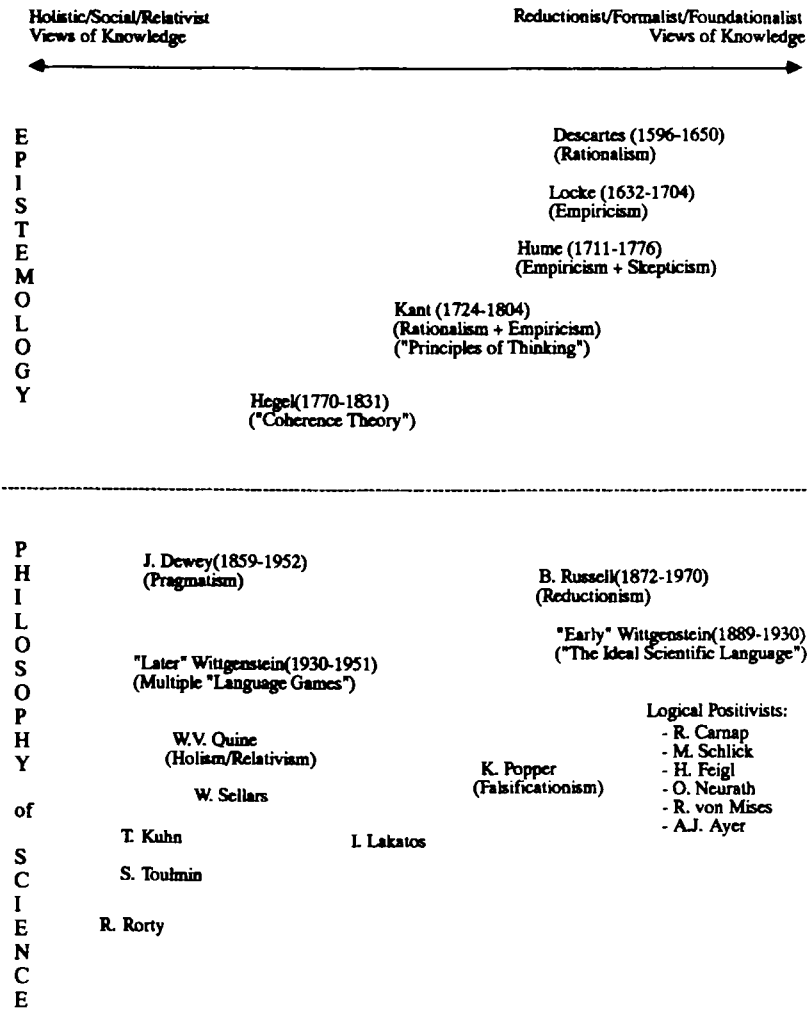 Holistic/Social/Relativist
Views of Knowledge
Reductionist/Formalist/Foundationalist
Views of Knowledge
EPISTEMOLOGY
Descartes (1596-1650)
(Rationalism)
Locke (1632-1704)
(Empiricism)
Hume (1711-1776)
(Empiricism + Skepticism)
Kant (1724-1804)
(Rationalism + Empiricism)
("Principles of Thinking")
Hegel(1770-1831)
("Coherence Theory")
PHILOSOPHY of SCIENCE
J. Dewey(1859-1952)
(Pragmatism)
B. Russell(1872-1970)
(Reductionism)
"Early" Wittgenstein(1889-1930)
("The Ideal Scientific Language")
"Later" Wittgenstein(1930-1951)
(Multiple "Language Games")
W.V. Quine
(Holism/Relativism)
W. Sellars
K. Popper
(Falsificationism)
Logical Positivists:
- R. Carnap
- M. Schlick
- H. Feigl
- O. Neurath
- R. von Mises
- A.J. Ayer
T. Kuhn
I. Lakatos
S. Toulmin
R. Rorty